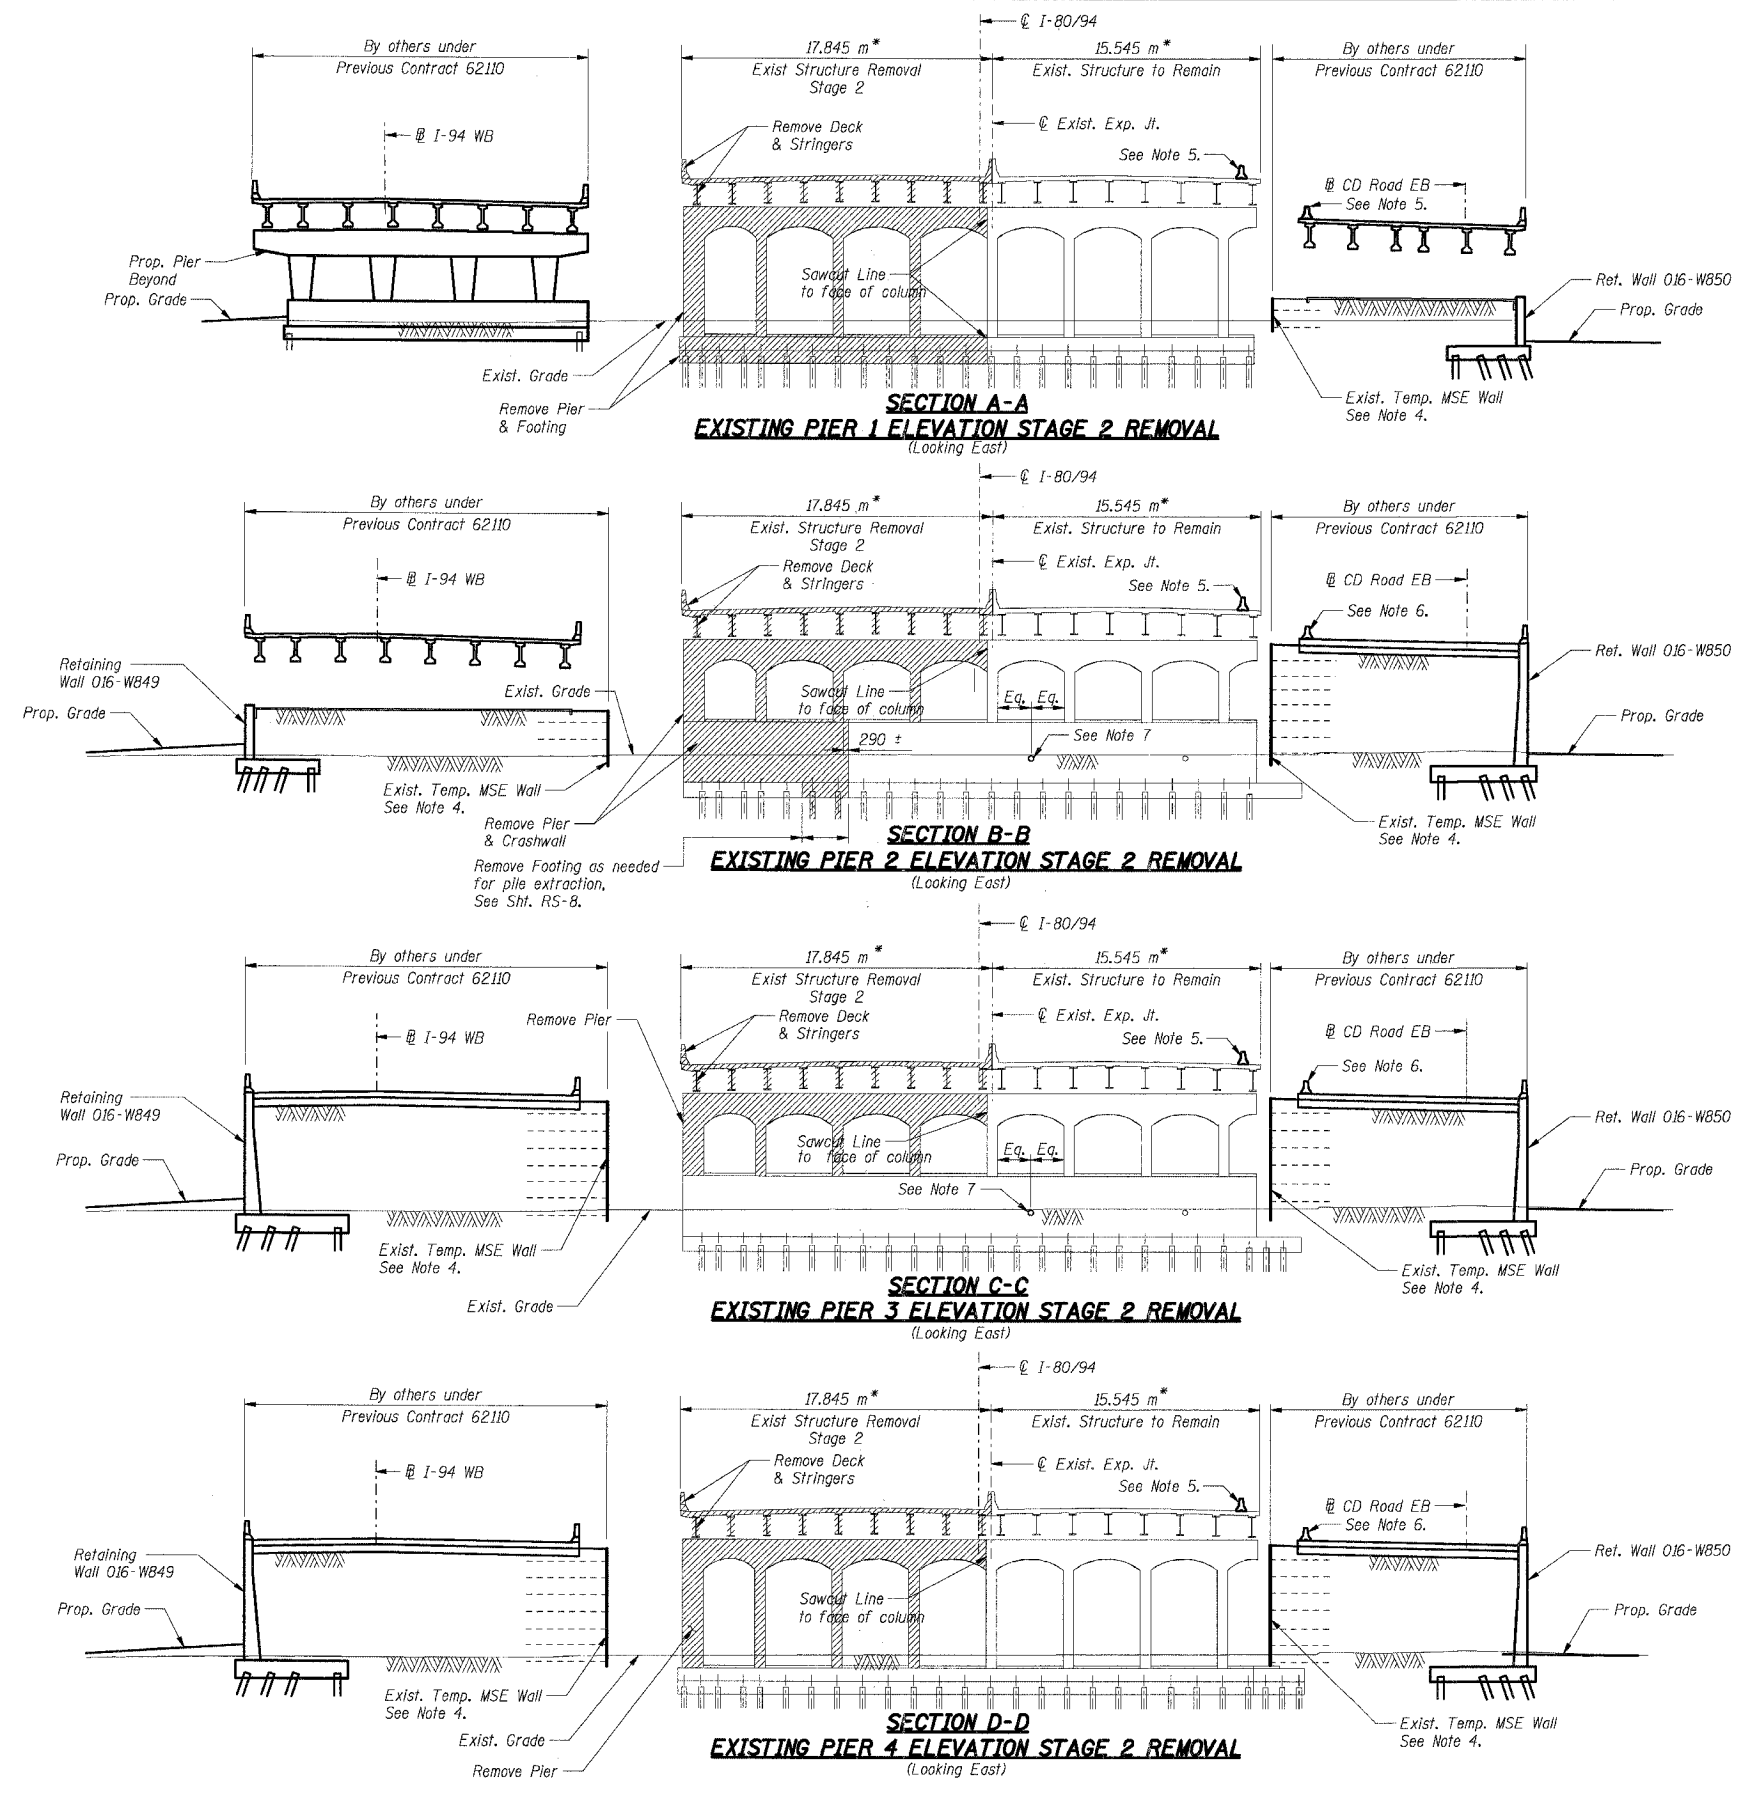 ℄ I-80/94
By others under
Previous Contract 62110
17.845 m*
Exist Structure Removal
Stage 2
15.545 m*
Exist. Structure to Remain
By others under
Previous Contract 62110
℄ Exist. Exp. Jt.
Remove Deck
& Stringers
I-94 WB
See Note 5.
CD Road EB
See Note 5.
Prop. Pier
Beyond
Prop. Grade
Sawcut Line
to face of column
Ret. Wall 016-W850
Prop. Grade
Exist. Grade
Remove Pier
& Footing
Exist. Temp. MSE Wall
See Note 4.
SECTION A-A
EXISTING PIER 1 ELEVATION STAGE 2 REMOVAL
(Looking East)
℄ I-80/94
By others under
Previous Contract 62110
17.845 m*
Exist. Structure Removal
Stage 2
15.545 m*
Exist. Structure to Remain
By others under
Previous Contract 62110
Remove Deck
& Stringers
℄ Exist. Exp. Jt.
I-94 WB
See Note 5.
CD Road EB
See Note 6.
Retaining
Wall 016-W849
Prop. Grade
Exist. Grade
Sawcut Line
to face of column
Eq. Eq.
290 ±
See Note 7
Ret. Wall 016-W850
Prop. Grade
Exist. Temp. MSE Wall
See Note 4.
Remove Pier
& Crashwall
Remove Footing as needed
for pile extraction.
See Sht. RS-8.
Exist. Temp. MSE Wall
See Note 4.
SECTION B-B
EXISTING PIER 2 ELEVATION STAGE 2 REMOVAL
(Looking East)
℄ I-80/94
By others under
Previous Contract 62110
17.845 m*
Exist Structure Removal
Stage 2
15.545 m*
Exist. Structure to Remain
By others under
Previous Contract 62110
Remove Pier
Remove Deck
& Stringers
℄ Exist. Exp. Jt.
I-94 WB
See Note 5.
CD Road EB
See Note 6.
Retaining
Wall 016-W849
Prop. Grade
Sawcut Line
to face of column
Eq. Eq.
See Note 7
Ret. Wall 016-W850
Prop. Grade
Exist. Temp. MSE Wall
See Note 4.
Exist. Grade
Exist. Temp. MSE Wall
See Note 4.
SECTION C-C
EXISTING PIER 3 ELEVATION STAGE 2 REMOVAL
(Looking East)
℄ I-80/94
By others under
Previous Contract 62110
17.845 m*
Exist Structure Removal
Stage 2
15.545 m*
Exist. Structure to Remain
By others under
Previous Contract 62110
Remove Deck
& Stringers
℄ Exist. Exp. Jt.
I-94 WB
See Note 5.
CD Road EB
See Note 6.
Retaining
Wall 016-W849
Prop. Grade
Sawcut Line
to face of column
Ret. Wall 016-W850
Prop. Grade
Exist. Temp. MSE Wall
See Note 4.
Exist. Grade
Remove Pier
Exist. Temp. MSE Wall
See Note 4.
SECTION D-D
EXISTING PIER 4 ELEVATION STAGE 2 REMOVAL
(Looking East)